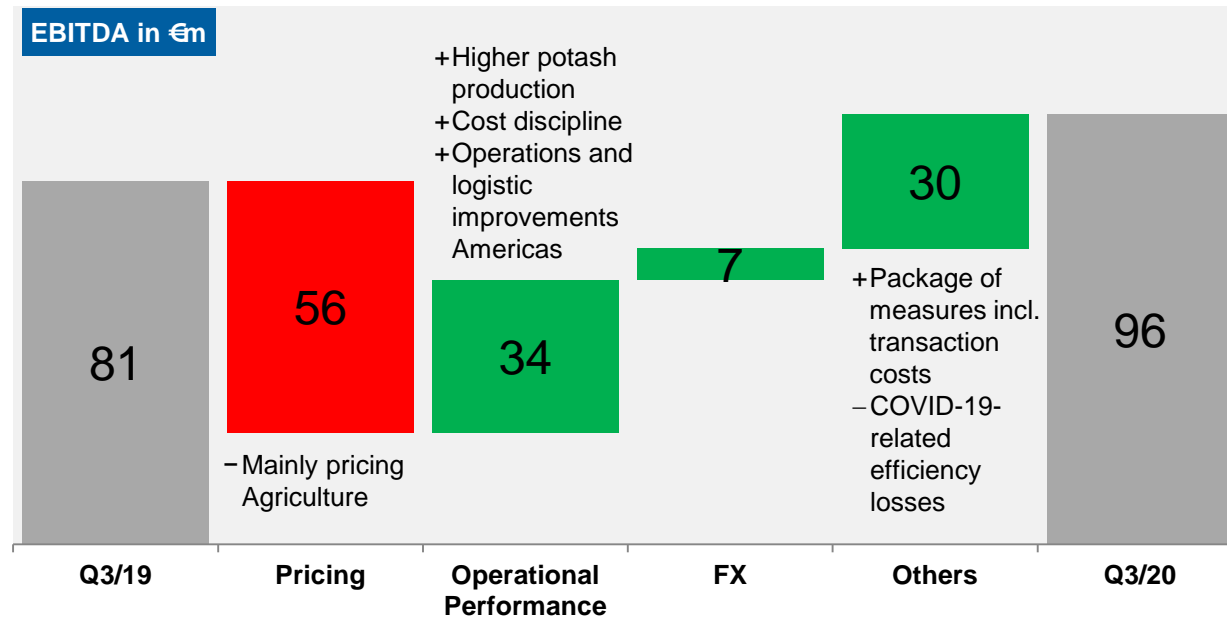 EBITDA in €m
+Higher potash
production
+Cost discipline
+Operations and
logistic
improvements
Americas
81
56
34
7
30
96
−Mainly pricing
Agriculture
+Package of
measures incl.
transaction
costs
−COVID-19-
related
efficiency
losses
Q3/19
Pricing
Operational
Performance
FX
Others
Q3/20